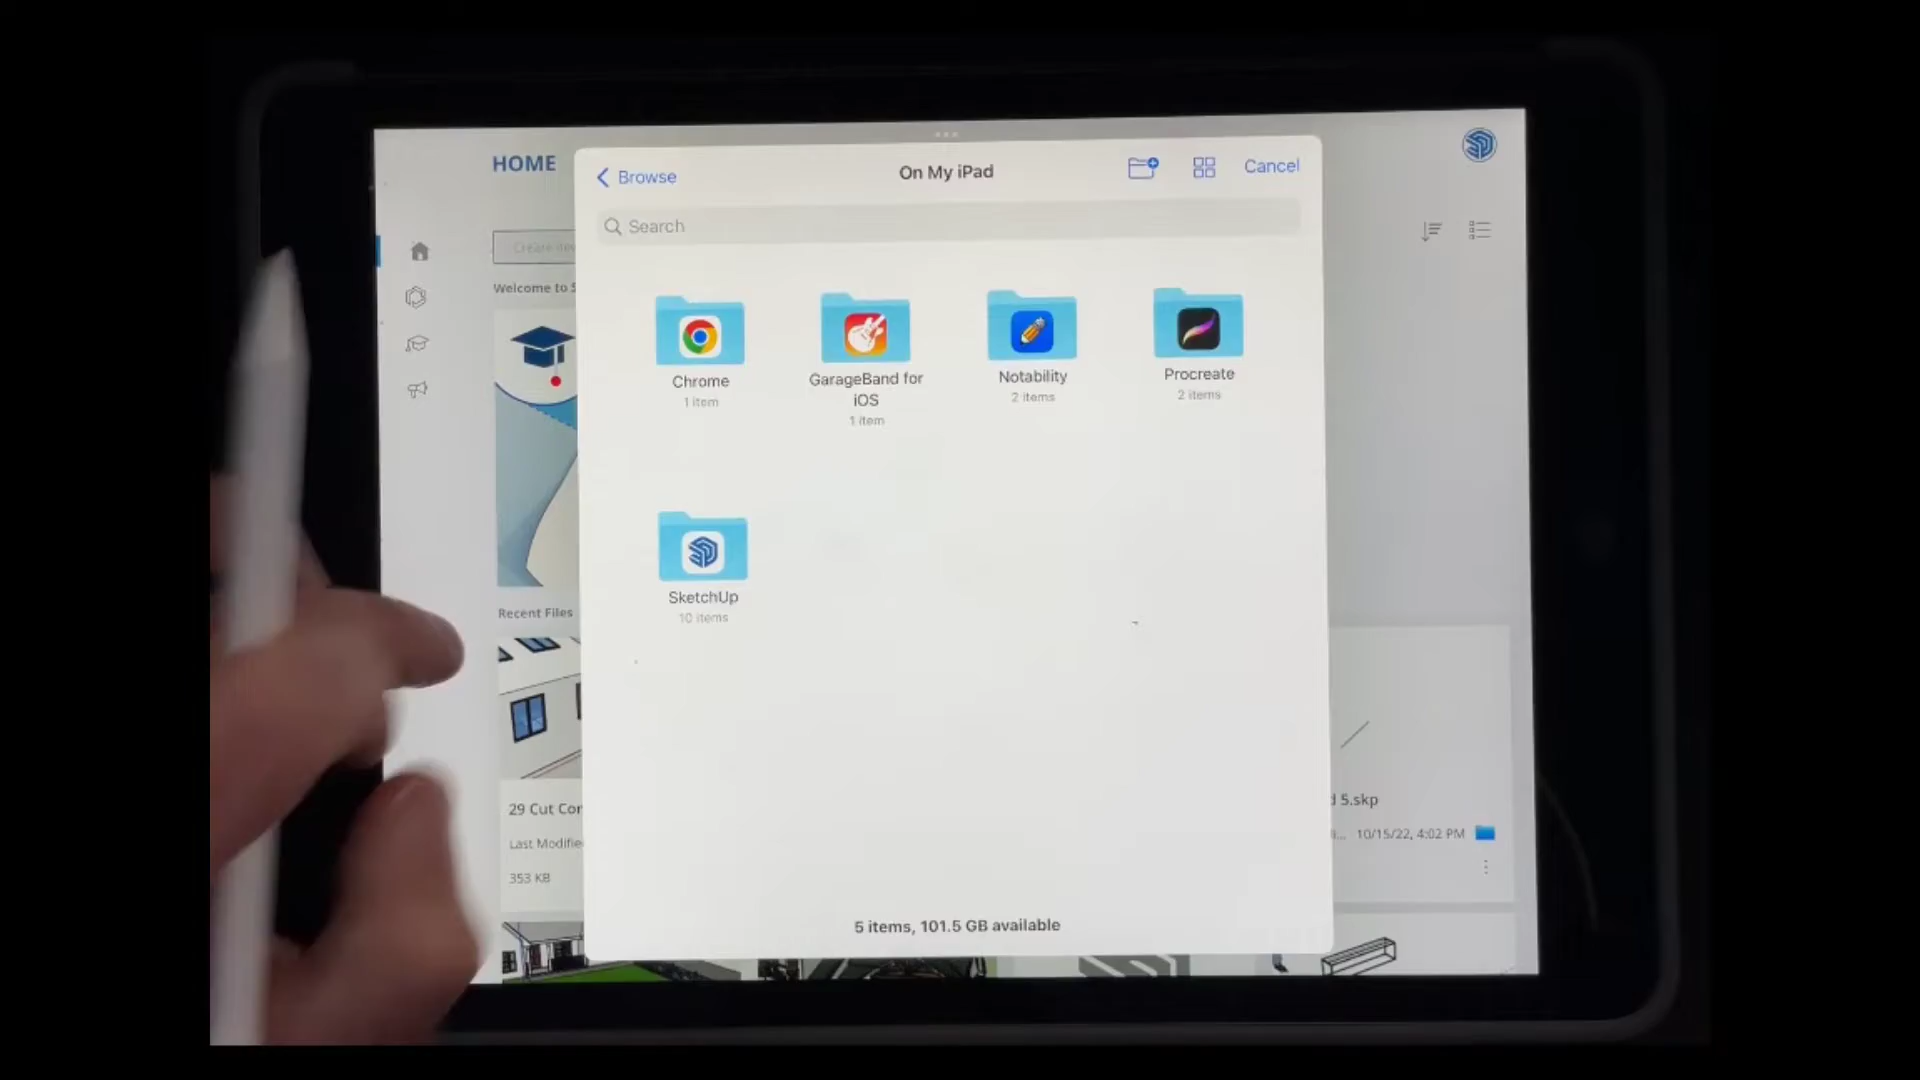 HOME
Browse
On My iPad
Cancel
Search
Welcome to S
Chrome
1 item
GarageBand for
iOS
1 item
Notability
2 items
Procreate
2 items
SketchUp
10 items
Recent Files
29 Cut Cor
Last Modifie
353 KB
d 5.skp
10/15/22, 4:02 PM
5 items, 101.5 GB available